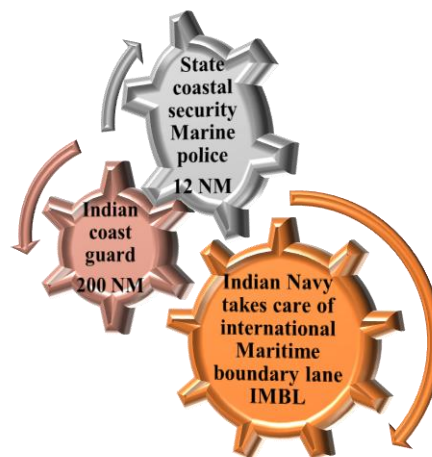 State
coastal
security
Marine
police
12 NM
Indian
coast
guard
200 NM
Indian Navy
takes care of
international
Maritime
boundary lane
IMBL